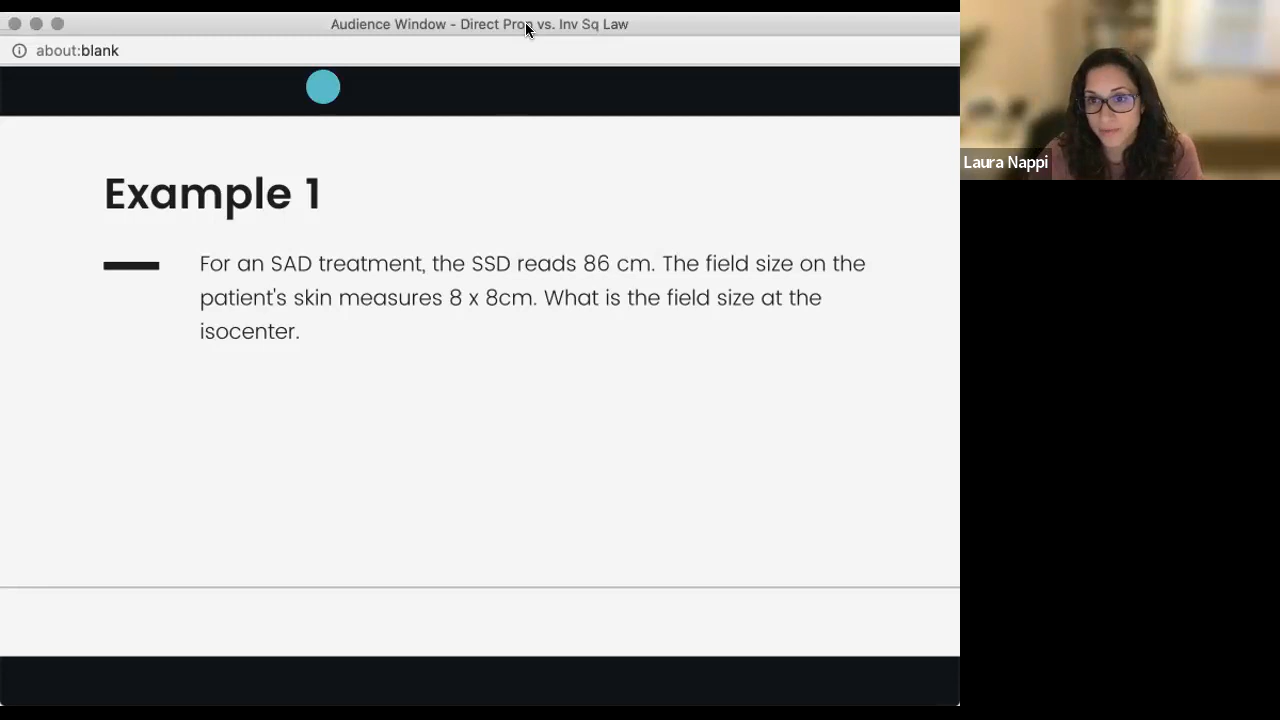 Audience Window - Direct Prop vs. Inv Sq Law
about:blank
Laura Nappi
Example 1
For an SAD treatment, the SSD reads 86 cm. The field size on the
patient's skin measures 8 x 8cm. What is the field size at the
isocenter.